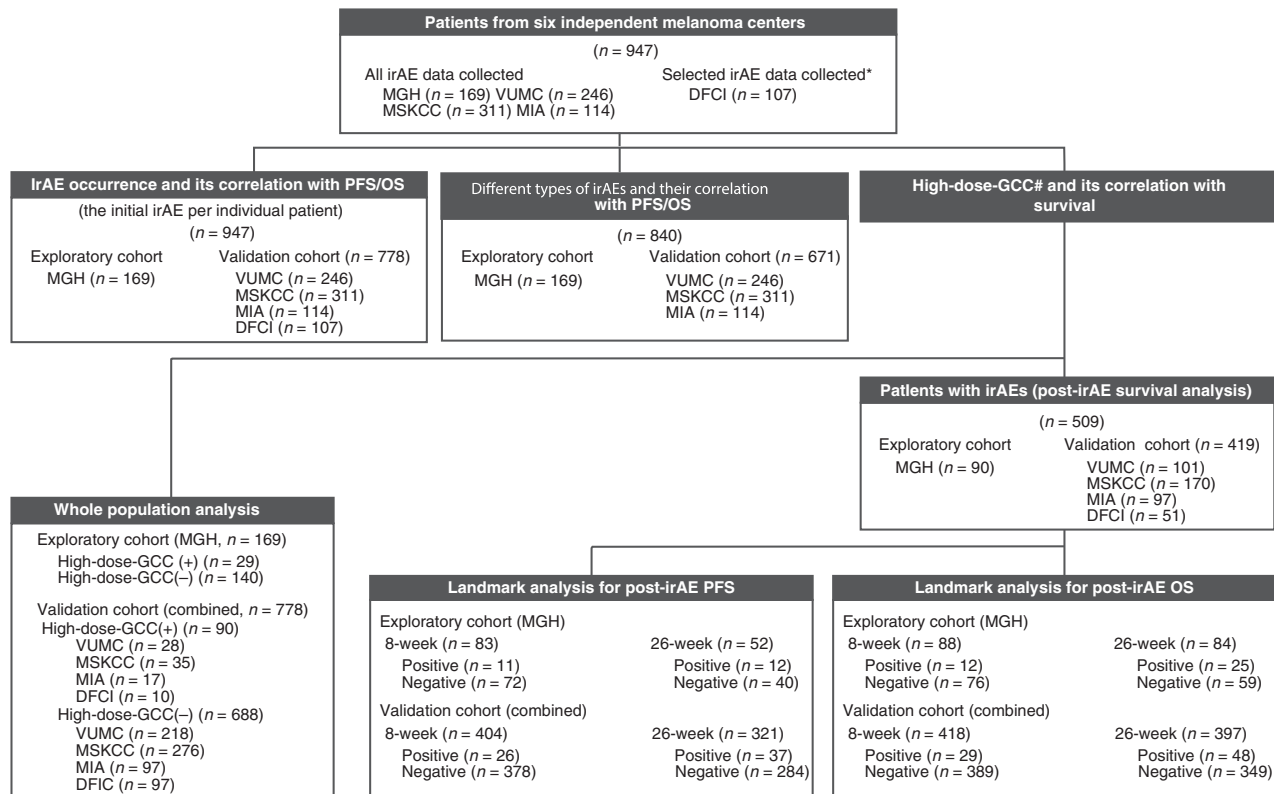 Patients from six independent melanoma centers
(n = 947)
All irAE data collected
MGH (n = 169) VUMC (n = 246)
MSKCC (n = 311) MIA (n = 114)
Selected irAE data collected*
DFCI (n = 107)
IrAE occurrence and its correlation with PFS/OS
(the initial irAE per individual patient)
(n = 947)
Exploratory cohort
MGH (n = 169)
Validation cohort (n = 778)
VUMC (n = 246)
MSKCC (n = 311)
MIA (n = 114)
DFCI (n = 107)
Different types of irAEs and their correlation
with PFS/OS
(n = 840)
Exploratory cohort
MGH (n = 169)
Validation cohort (n = 671)
VUMC (n = 246)
MSKCC (n = 311)
MIA (n = 114)
High-dose-GCC# and its correlation with
survival
Patlents with irAEs (post-irAE survival analysis)
(n = 509)
Exploratory cohort
MGH (n = 90)
Validation cohort (n = 419)
VUMC (n = 101)
MSKCC (n = 170)
MIA (n = 97)
DFCI (n = 51)
Whole population analysis
Exploratory cohort (MGH, n = 169)
High-dose-GCC (+) (n = 29)
High-dose-GCC(–) (n = 140)
Validation cohort (combined, n = 778)
High-dose-GCC(+) (n = 90)
VUMC (n = 28)
MSKCC (n = 35)
MIA (n = 17)
DFCI (n = 10)
High-dose-GCC(–) (n = 688)
VUMC (n = 218)
MSKCC (n = 276)
MIA (n = 97)
DFIC (n = 97)
Landmark analysis for post-irAE PFS
Exploratory cohort (MGH)
8-week (n = 83)
Positive (n = 11)
Negative (n = 72)
26-week (n = 52)
Positive (n = 12)
Negative (n = 40)
Validation cohort (combined)
8-week (n = 404)
Positive (n = 26)
Negative (n = 378)
26-week (n = 321)
Positive (n = 37)
Negative (n = 284)
Landmark analysis for post-irAE OS
Exploratory cohort (MGH)
8-week (n = 88)
Positive (n = 12)
Negative (n = 76)
26-week (n = 84)
Positive (n = 25)
Negative (n = 59)
Validation cohort (combined)
8-week (n = 418)
Positive (n = 29)
Negative (n = 389)
26-week (n = 397)
Positive (n = 48)
Negative (n = 349)